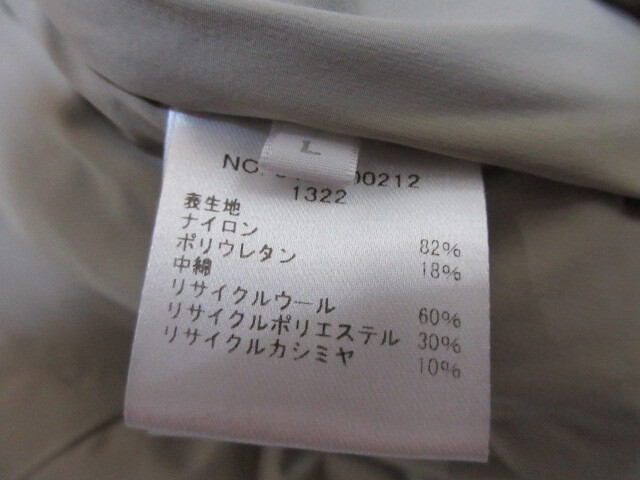 L
NO. 00212
1322
表生地
ナイロン 82%
ポリウレタン 18%
中綿
リサイクルウール 60%
リサイクルポリエステル 30%
リサイクルカシミヤ 10%